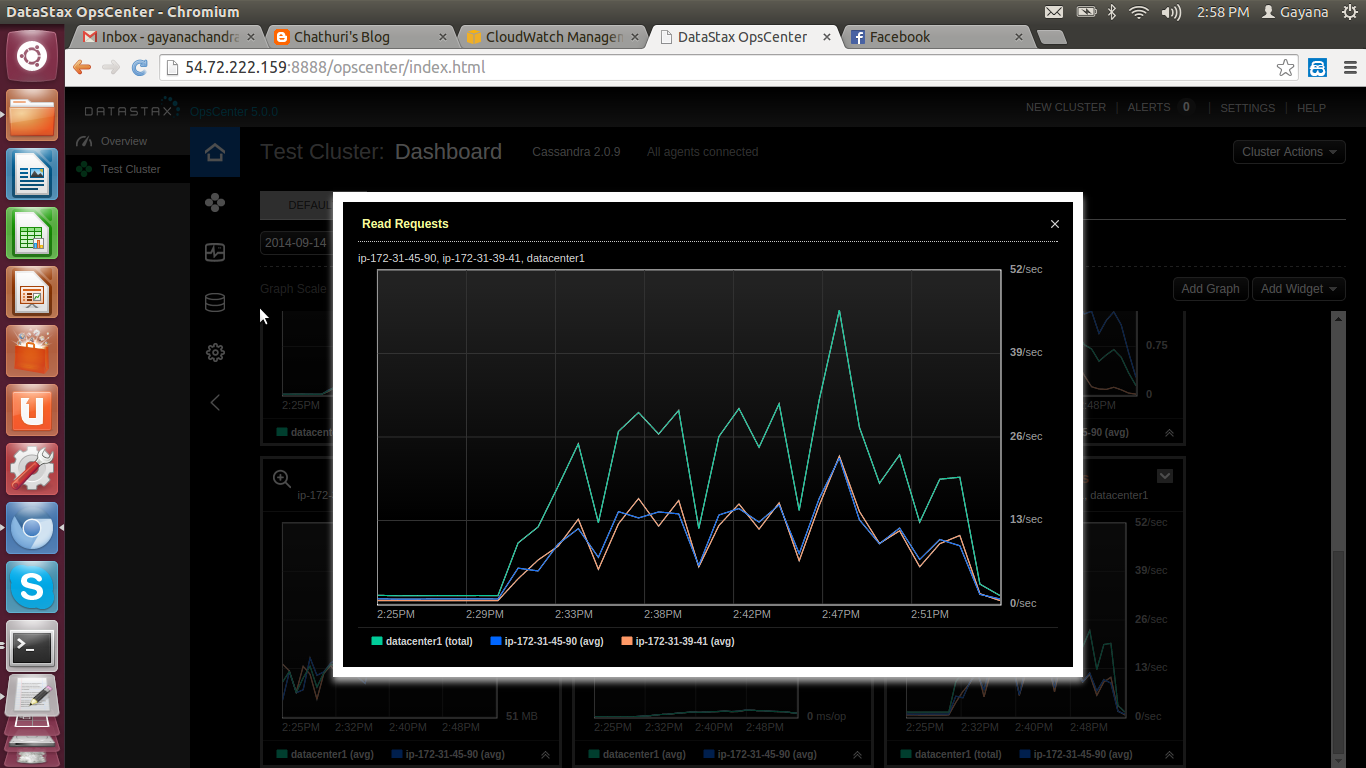 DataStax OpsCenter - Chromium
2:58 PM Gayana
Inbox - gayanachandra × Chathuri's Blog × CloudWatch Managem × DataStax OpsCenter × Facebook ×
54.72.222.159:8888/opscenter/index.html
DATASTAX OpsCenter 5.0.0 NEW CLUSTER | ALERTS 0 | SETTINGS | HELP
Overview
Test Cluster
Test Cluster: Dashboard Cassandra 2.0.9 All agents connected Cluster Actions
DEFAUL
2014-09-14
Graph Scale Add Graph Add Widget
Read Requests ×
ip-172-31-45-90, ip-172-31-39-41, datacenter1
52/sec
39/sec
26/sec
13/sec
0/sec
2:25PM 2:29PM 2:33PM 2:38PM 2:42PM 2:47PM 2:51PM
datacenter1 (total) ip-172-31-45-90 (avg) ip-172-31-39-41 (avg)
0.75
0
2:25PM :48PM
datacent 5-90 (avg)
ip-172- , datacenter1
52/sec
39/sec
26/sec
13/sec
51 MB 0 ms/op 0/sec
2:25PM 2:32PM 2:40PM 2:48PM 2:25PM 2:32PM 2:40PM 2:48PM 2:25PM 2:32PM 2:40PM 2:48PM
datacenter1 (avg) ip-172-31-45-90 (avg) datacenter1 (avg) ip-172-31-45-90 (avg) datacenter1 (total) ip-172-31-45-90 (avg)